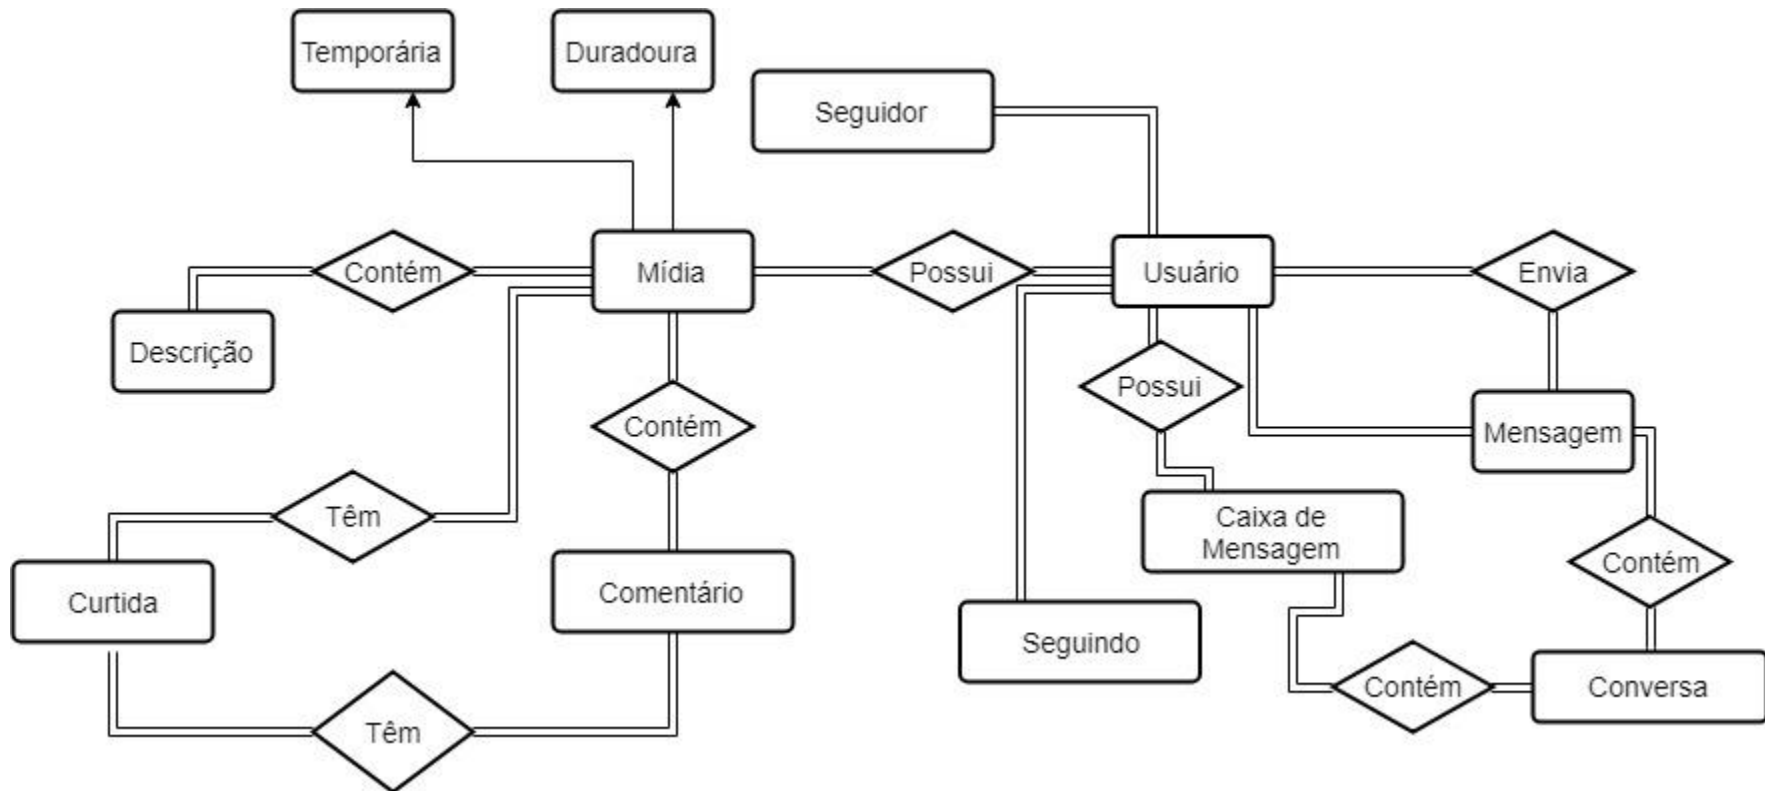 Temporária
Duradoura
Seguidor
Contém
Mídia
Possui
Usuário
Envia
Descrição
Possui
Contém
Mensagem
Têm
Caixa de
Mensagem
Contém
Curtida
Comentário
Seguindo
Contém
Conversa
Têm